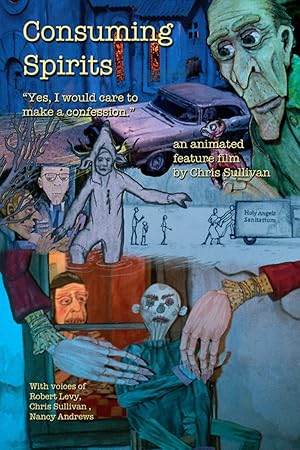 Consuming
Spirits
"Yes, I would care to
make a confession."
an animated
feature film
by Chris Sullivan
Holy Angels
Sanitarium
With voices of
Robert Levy,
Chris Sullivan ,
Nancy Andrews